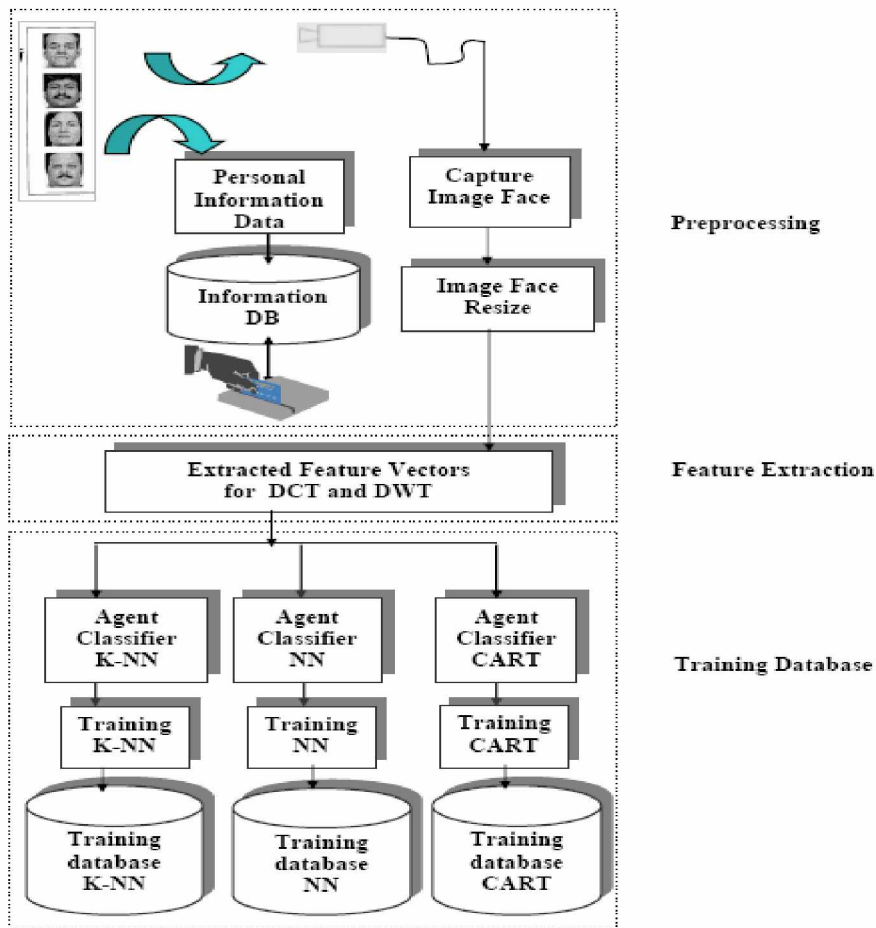 Personal
Information
Data
Capture
Image Face
Preprocessing
Information
DB
Image Face
Resize
Extracted Feature Vectors
for DCT and DWT
Feature Extraction
Agent
Classifier
K-NN
Agent
Classifier
NN
Agent
Classifier
CART
Training Database
Training
K-NN
Training
NN
Training
CART
Training
database
K-NN
Training
database
NN
Training
database
CART